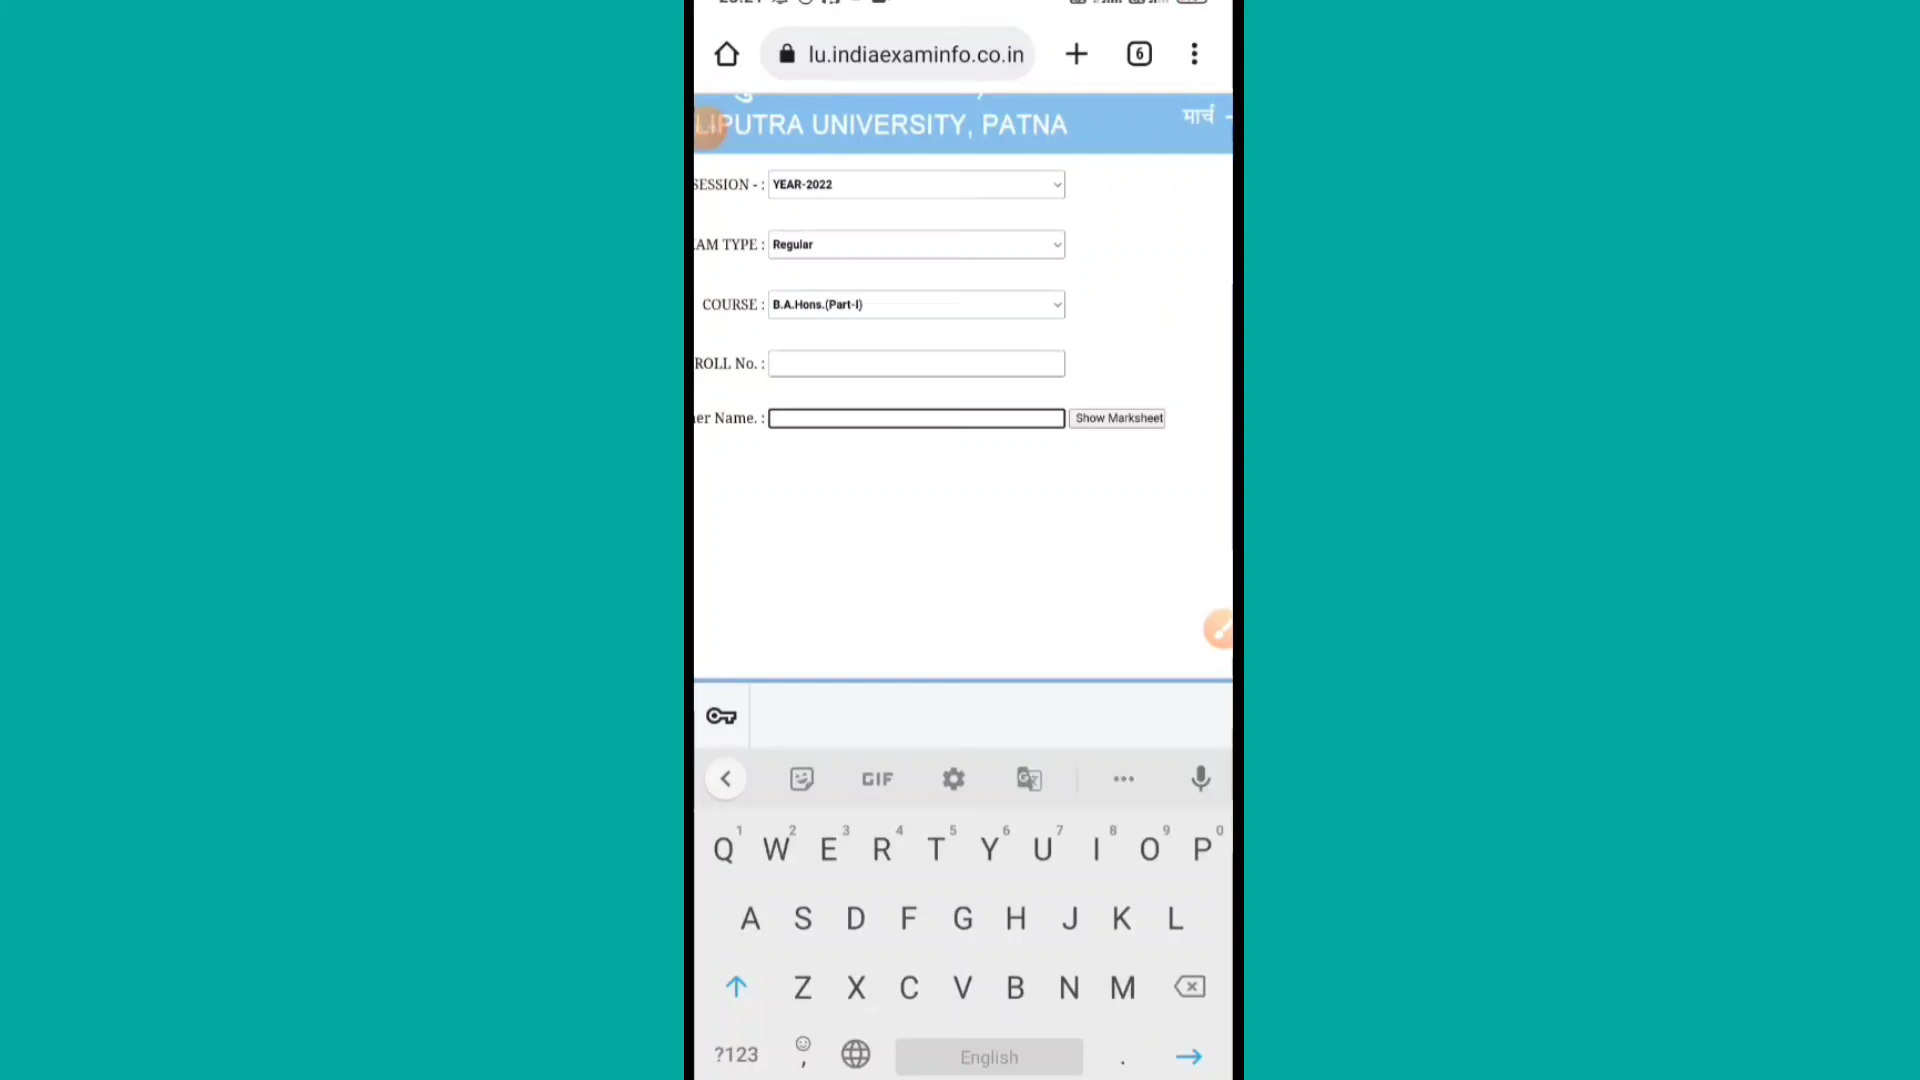 lu.indiaexaminfo.co.in
6
LIPUTRA UNIVERSITY, PATNA
मार्च -
SESSION - : YEAR-2022
AM TYPE : Regular
COURSE : B.A.Hons.(Part-I)
ROLL No. :
er Name. : Show Marksheet
GIF
1 2 3 4 5 6 7 8 9 0
Q W E R T Y U I O P
A S D F G H J K L
Z X C V B N M
?123 , English .